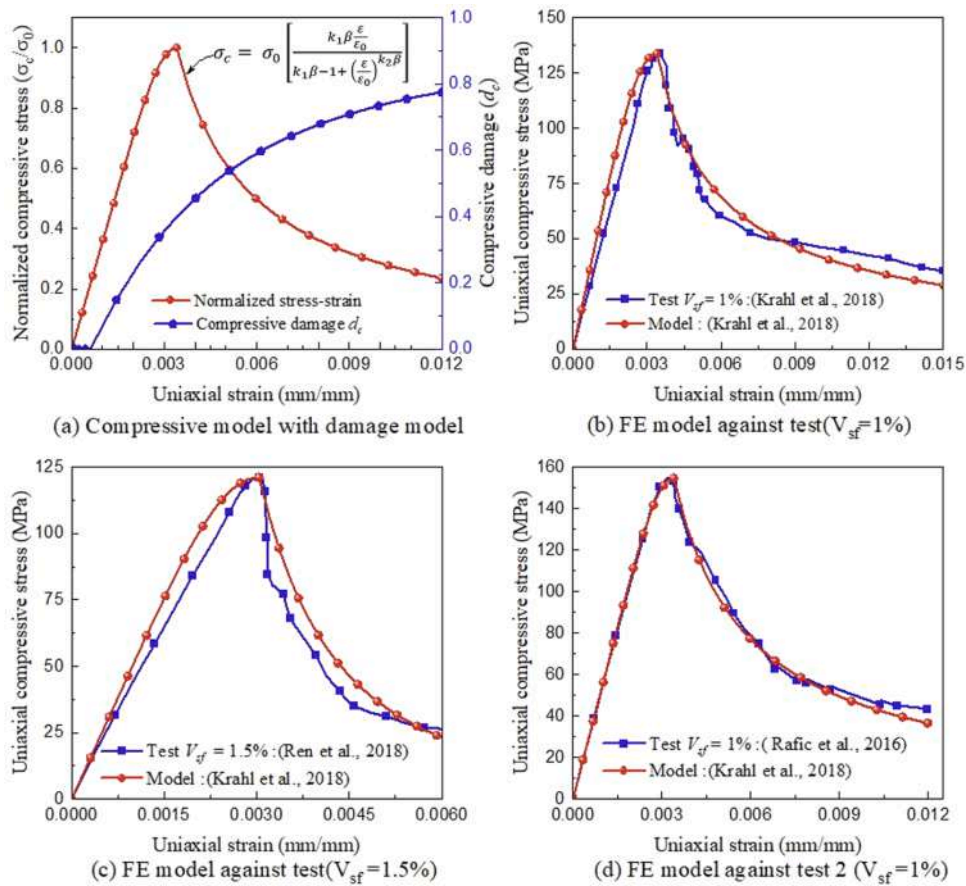 Normalized compressive stress (σc/σ0)
1.0
0.8
0.6
0.4
0.2
0.0
σc = σ0 [k1β ε/ε0 / k1β−1+(ε/ε0)^k2β]
Normalized stress-strain
Compressive damage dc
1.0
0.8
0.6
0.4
0.2
0.0
Compressive damage (dc)
0.000 0.003 0.006 0.009 0.012
Uniaxial strain (mm/mm)
(a) Compressive model with damage model
Uniaxial compressive stress (MPa)
150
125
100
75
50
25
0
Test Vsf = 1% :(Krahl et al., 2018)
Model : (Krahl et al., 2018)
0.000 0.003 0.006 0.009 0.012 0.015
Uniaxial strain (mm/mm)
(b) FE model against test(Vsf=1%)
Uniaxial compressive stress (MPa)
125
100
75
50
25
0
Test Vsf = 1.5% :(Ren et al., 2018)
Model :(Krahl et al., 2018)
0.0000 0.0015 0.0030 0.0045 0.0060
Uniaxial strain (mm/mm)
(c) FE model against test(Vsf =1.5%)
Uniaxial compressive stress (MPa)
160
140
120
100
80
60
40
20
0
Test Vsf = 1% :( Rafic et al., 2016)
Model :(Krahl et al., 2018)
0.000 0.003 0.006 0.009 0.012
Uniaxial strain (mm/mm)
(d) FE model against test 2 (Vsf =1%)